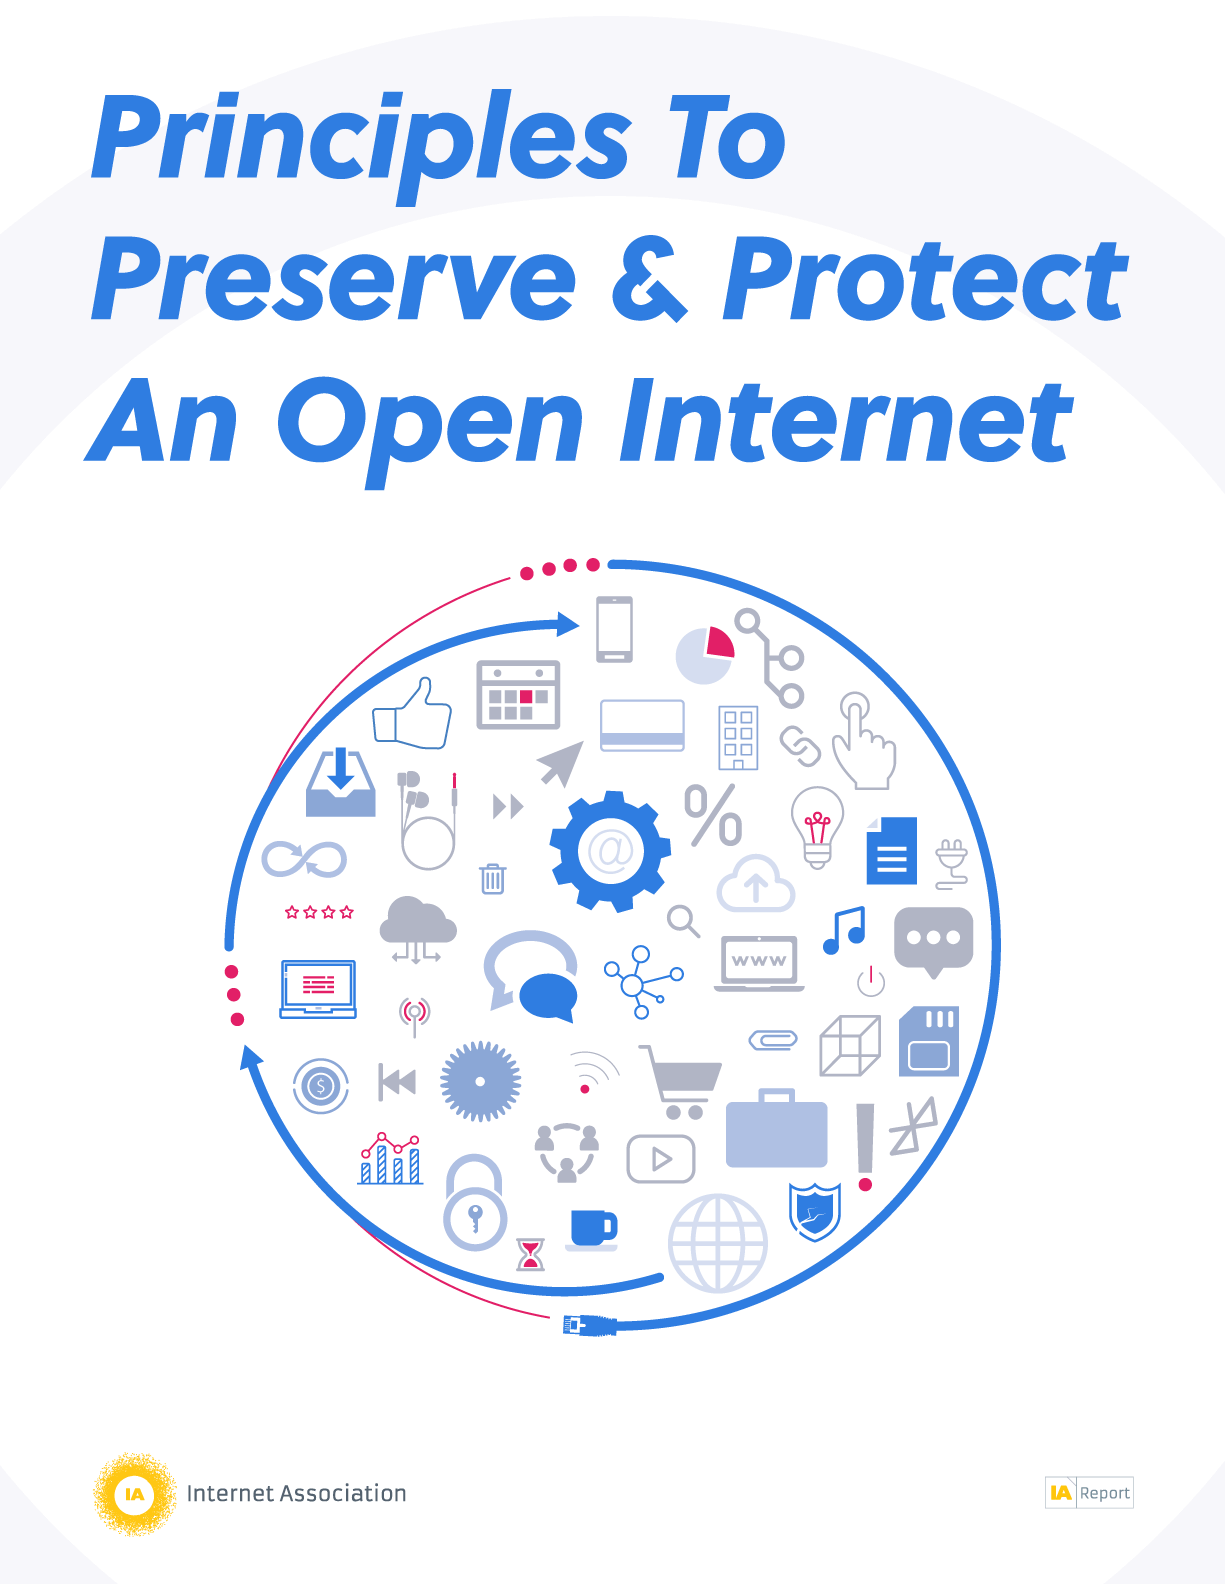 Principles To
Preserve & Protect
An Open Internet
@
%
www
$
IA
Internet Association
IA Report